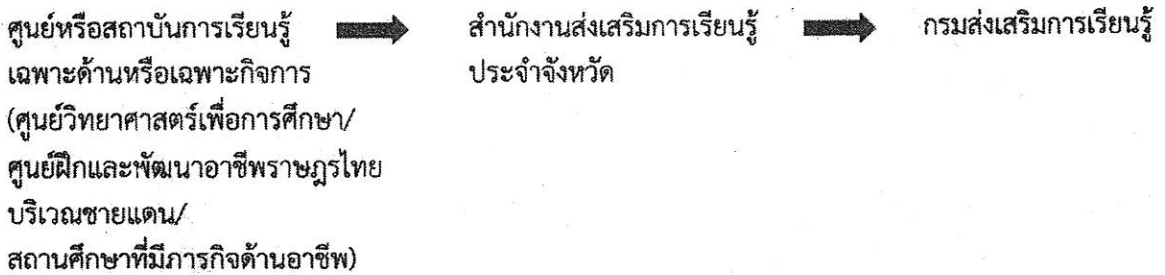 ศูนย์หรือสถาบันการเรียนรู้ สำนักงานส่งเสริมการเรียนรู้ กรมส่งเสริมการเรียนรู้
เฉพาะด้านหรือเฉพาะกิจการ ประจำจังหวัด
(ศูนย์วิทยาศาสตร์เพื่อการศึกษา/
ศูนย์ฝึกและพัฒนาอาชีพราษฎรไทย
บริเวณชายแดน/
สถานศึกษาที่มีภารกิจด้านอาชีพ)